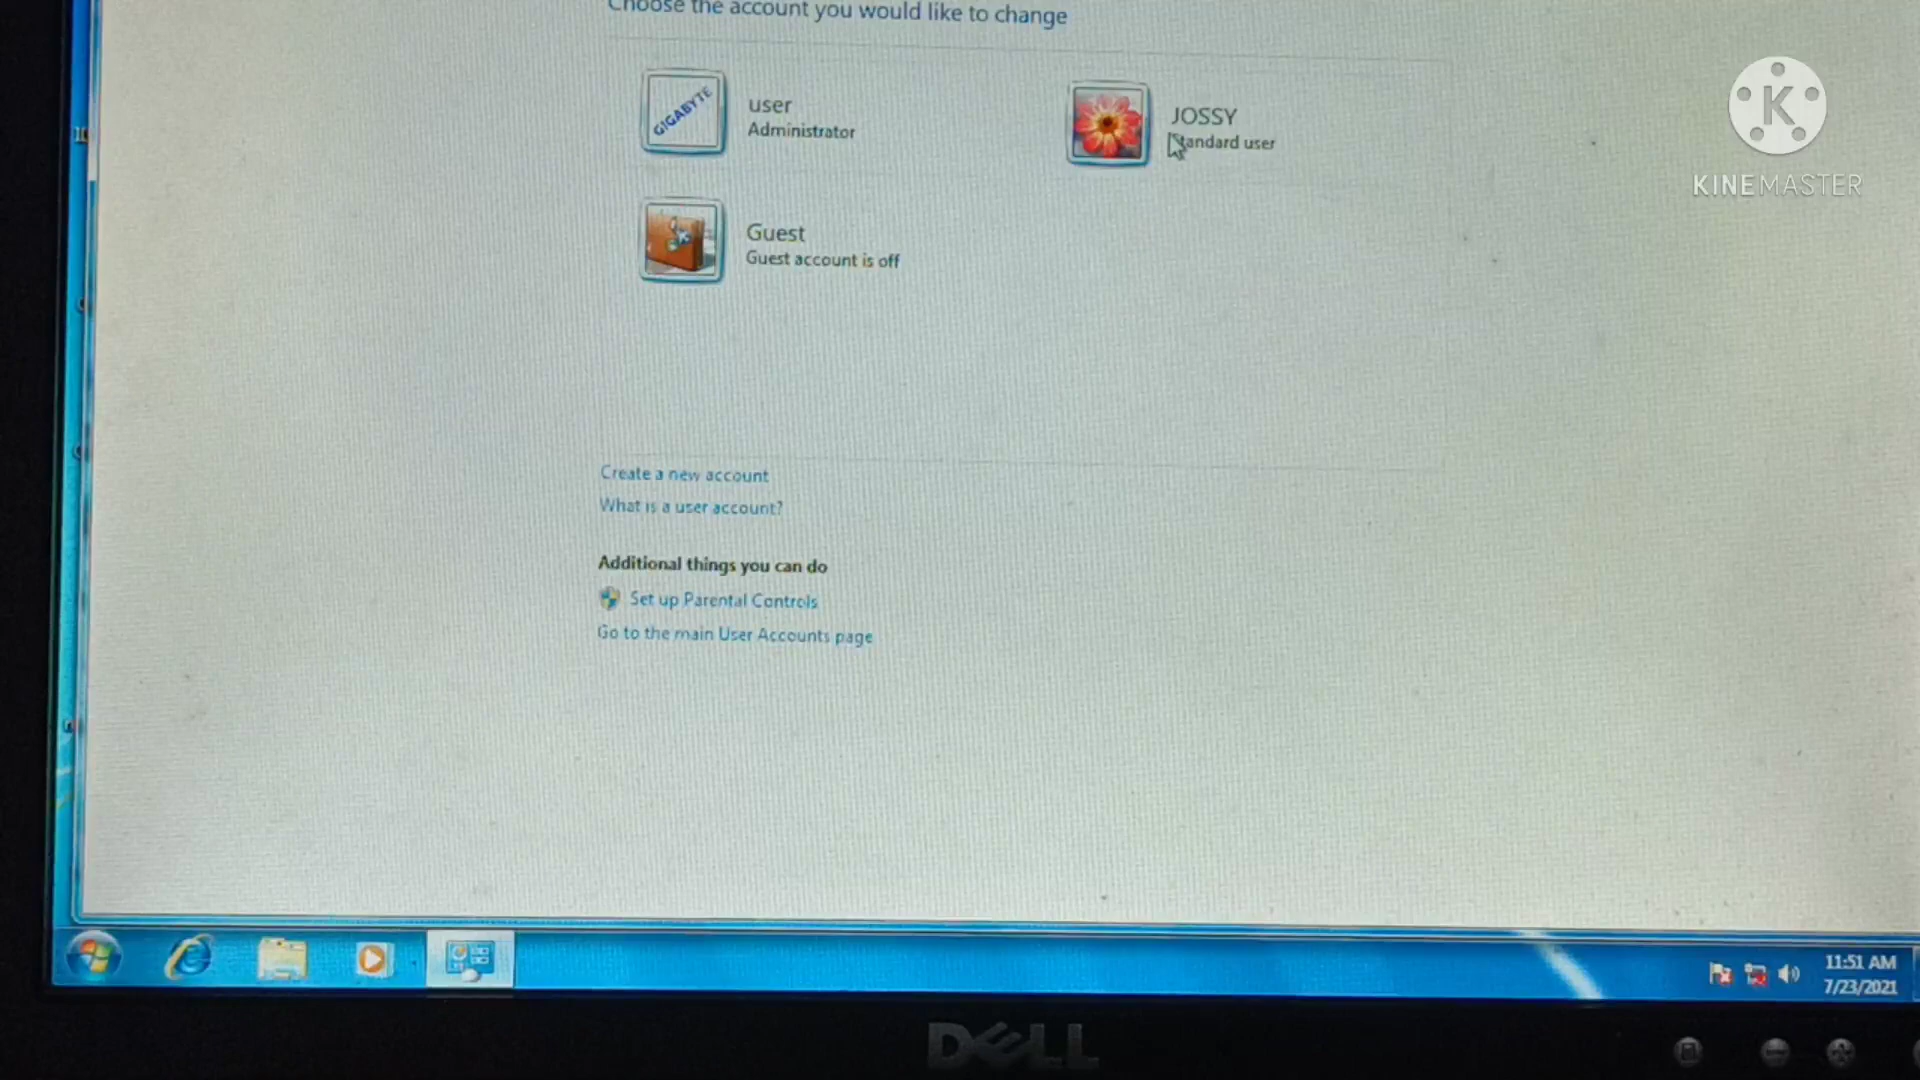 Choose the account you would like to change
GIGABYTE
user
Administrator
JOSSY
Standard user
Guest
Guest account is off
Create a new account
What is a user account?
Additional things you can do
Set up Parental Controls
Go to the main User Accounts page
11:51 AM
7/23/2021
DELL
K
KINEMASTER